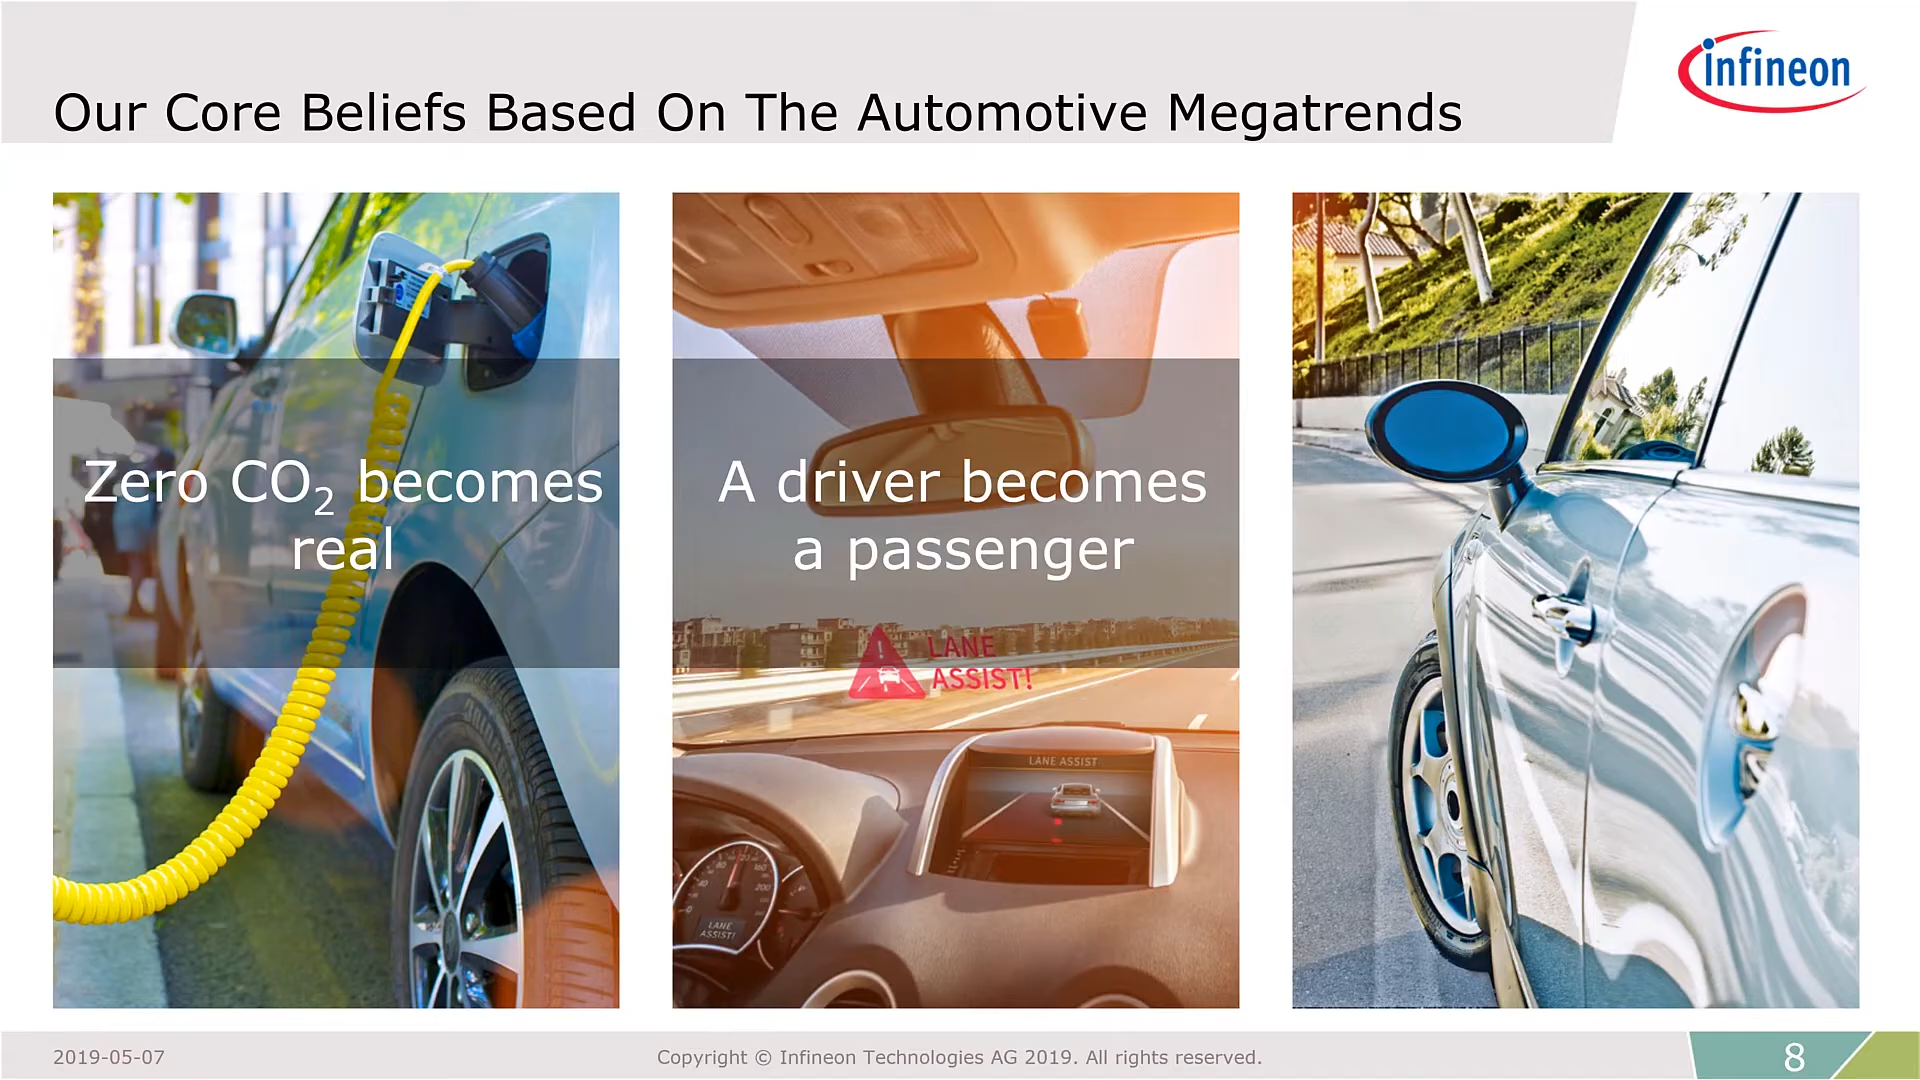 Our Core Beliefs Based On The Automotive Megatrends
infineon
Zero CO₂ becomes
real
A driver becomes
a passenger
LANE
ASSIST!
LANE ASSIST
LANE
ASSIST!
2019-05-07
Copyright © Infineon Technologies AG 2019. All rights reserved.
8